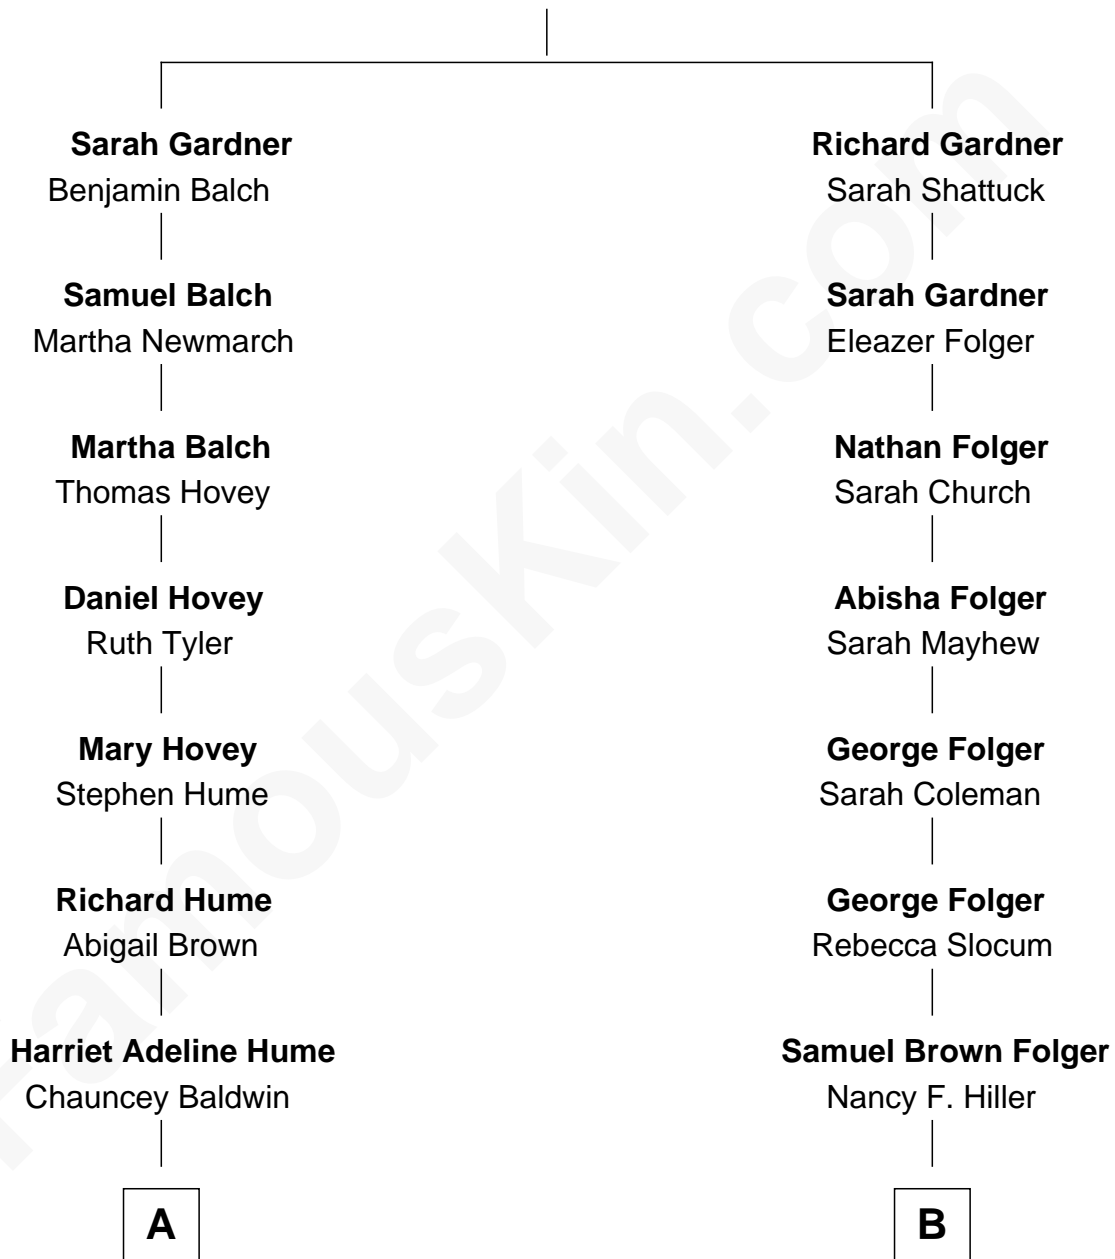 Sarah Gardner
Benjamin Balch
Richard Gardner
Sarah Shattuck
Samuel Balch
Martha Newmarch
Sarah Gardner
Eleazer Folger
Martha Balch
Thomas Hovey
Nathan Folger
Sarah Church
Daniel Hovey
Ruth Tyler
Abisha Folger
Sarah Mayhew
Mary Hovey
Stephen Hume
George Folger
Sarah Coleman
Richard Hume
Abigail Brown
George Folger
Rebecca Slocum
Harriet Adeline Hume
Chauncey Baldwin
Samuel Brown Folger
Nancy F. Hiller
A
B
FamousKin.com